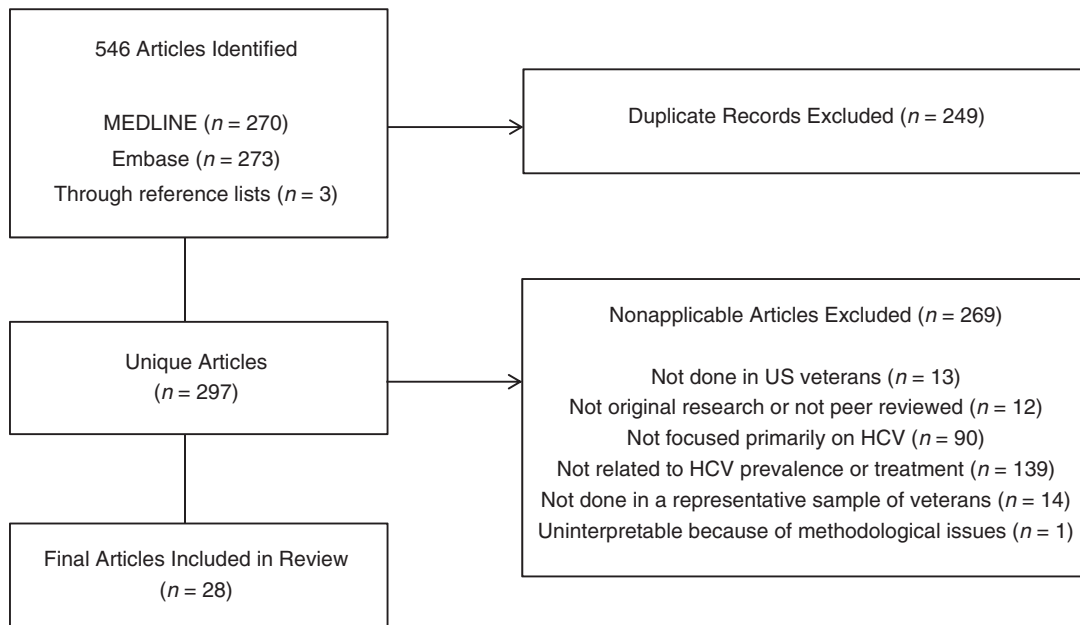 546 Articles Identified
MEDLINE (n = 270)
Embase (n = 273)
Through reference lists (n = 3)
Duplicate Records Excluded (n = 249)
Unique Articles
(n = 297)
Nonapplicable Articles Excluded (n = 269)
Not done in US veterans (n = 13)
Not original research or not peer reviewed (n = 12)
Not focused primarily on HCV (n = 90)
Not related to HCV prevalence or treatment (n = 139)
Not done in a representative sample of veterans (n = 14)
Uninterpretable because of methodological issues (n = 1)
Final Articles Included in Review
(n = 28)